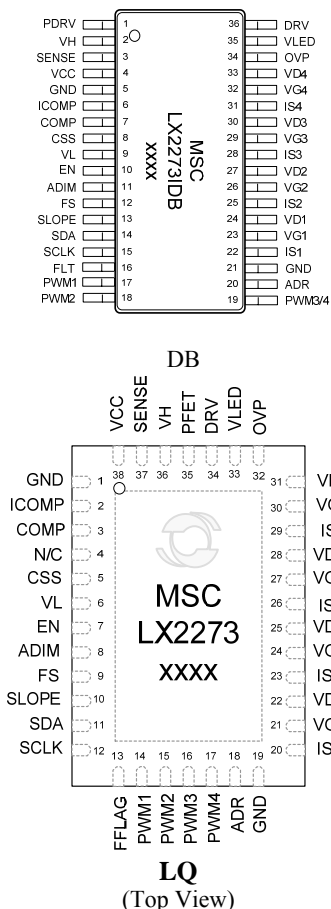 PDRV 1 36 DRV
VH 2 35 VLED
SENSE 3 34 OVP
VCC 4 33 VD4
GND 5 32 VG4
ICOMP 6 31 IS4
COMP 7 30 VD3
CSS 8 29 VG3
VL 9 28 IS3
EN 10 27 VD2
ADIM 11 26 VG2
FS 12 25 IS2
SLOPE 13 24 VD1
SDA 14 23 VG1
SCLK 15 22 IS1
FLT 16 21 GND
PWM1 17 20 ADR
PWM2 18 19 PWM3/4
MSC
LX2273IDB
xxxx
DB
VCC SENSE VH PFET DRV VLED OVP
38 37 36 35 34 33 32
GND 1 31
ICOMP 2 30
COMP 3 29
N/C 4 28
CSS 5 27
VL 6 26
EN 7 25
ADIM 8 24
FS 9 23
SLOPE 10 22
SDA 11 21
SCLK 12 20
MSC
LX2273
xxxx
13 14 15 16 17 18 19
FFLAG PWM1 PWM2 PWM3 PWM4 ADR GND
LQ
(Top View)